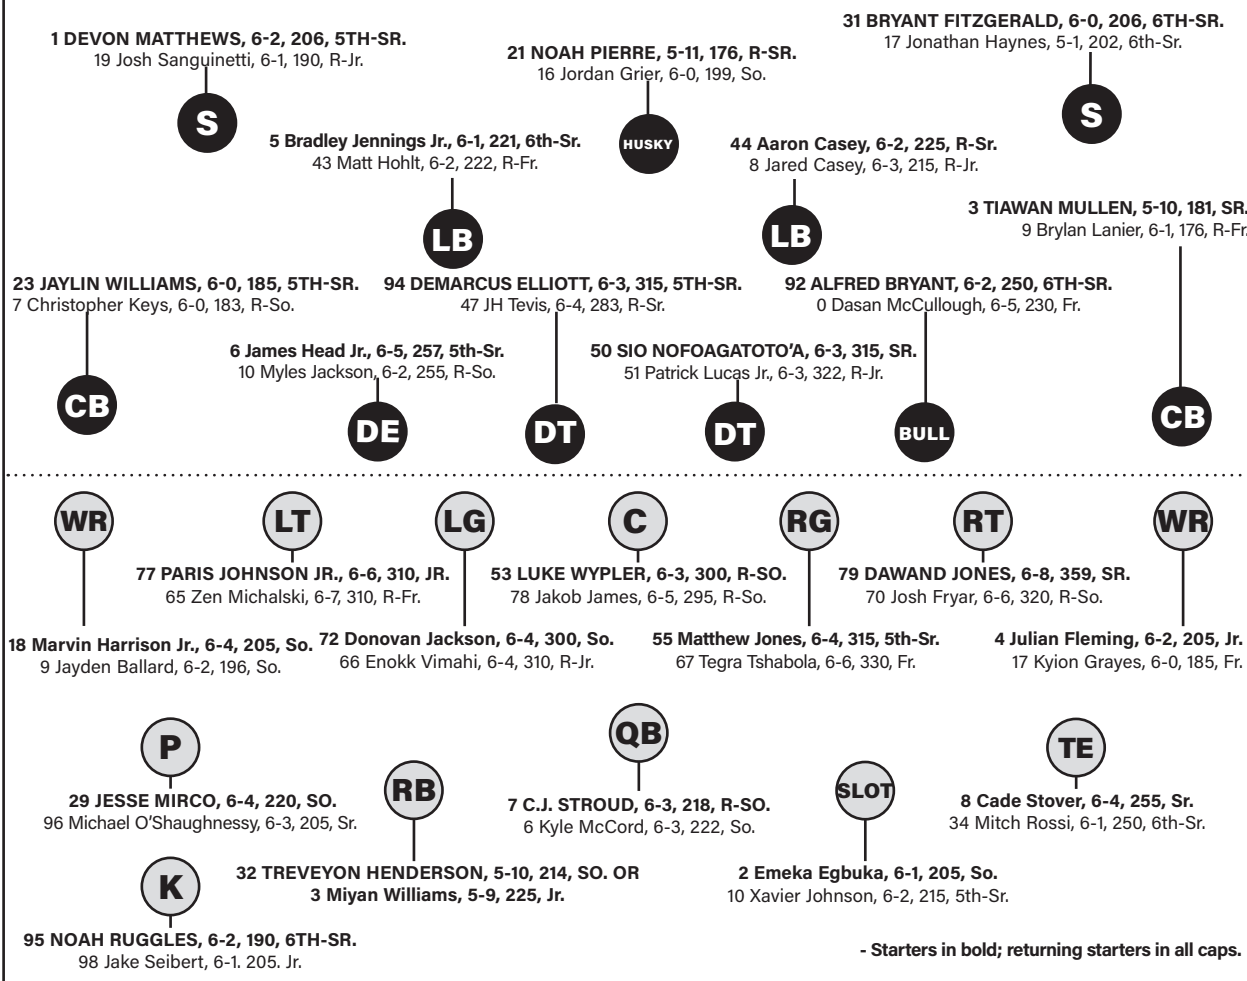 31 BRYANT FITZGERALD, 6-0, 206, 6TH-SR.
17 Jonathan Haynes, 5-1, 202, 6th-Sr.
S
1 DEVON MATTHEWS, 6-2, 206, 5TH-SR.
19 Josh Sanguinetti, 6-1, 190, R-Jr.
S
21 NOAH PIERRE, 5-11, 176, R-SR.
16 Jordan Grier, 6-0, 199, So.
HUSKY
5 Bradley Jennings Jr., 6-1, 221, 6th-Sr.
43 Matt Hohlt, 6-2, 222, R-Fr.
LB
44 Aaron Casey, 6-2, 225, R-Sr.
8 Jared Casey, 6-3, 215, R-Jr.
LB
3 TIAWAN MULLEN, 5-10, 181, SR.
9 Brylan Lanier, 6-1, 176, R-Fr.
CB
23 JAYLIN WILLIAMS, 6-0, 185, 5TH-SR.
7 Christopher Keys, 6-0, 183, R-So.
CB
94 DEMARCUS ELLIOTT, 6-3, 315, 5TH-SR.
47 JH Tevis, 6-4, 283, R-Sr.
DT
92 ALFRED BRYANT, 6-2, 250, 6TH-SR.
0 Dasan McCullough, 6-5, 230, Fr.
BULL
6 James Head Jr., 6-5, 257, 5th-Sr.
10 Myles Jackson, 6-2, 255, R-So.
DE
50 SIO NOFOAGATOTO'A, 6-3, 315, SR.
51 Patrick Lucas Jr., 6-3, 322, R-Jr.
DT
WR
18 Marvin Harrison Jr., 6-4, 205, So.
9 Jayden Ballard, 6-2, 196, So.
LT
77 PARIS JOHNSON JR., 6-6, 310, JR.
65 Zen Michalski, 6-7, 310, R-Fr.
LG
72 Donovan Jackson, 6-4, 300, So.
66 Enokk Vimahi, 6-4, 310, R-Jr.
C
53 LUKE WYPLER, 6-3, 300, R-SO.
78 Jakob James, 6-5, 295, R-So.
RG
55 Matthew Jones, 6-4, 315, 5th-Sr.
67 Tegra Tshabola, 6-6, 330, Fr.
RT
79 DAWAND JONES, 6-8, 359, SR.
70 Josh Fryar, 6-6, 320, R-So.
WR
4 Julian Fleming, 6-2, 205, Jr.
17 Kyion Grayes, 6-0, 185, Fr.
P
29 JESSE MIRCO, 6-4, 220, SO.
96 Michael O'Shaughnessy, 6-3, 205, Sr.
RB
32 TREVEYON HENDERSON, 5-10, 214, SO. OR
3 Miyan Williams, 5-9, 225, Jr.
QB
7 C.J. STROUD, 6-3, 218, R-SO.
6 Kyle McCord, 6-3, 222, So.
SLOT
2 Emeka Egbuka, 6-1, 205, So.
10 Xavier Johnson, 6-2, 215, 5th-Sr.
TE
8 Cade Stover, 6-4, 255, Sr.
34 Mitch Rossi, 6-1, 250, 6th-Sr.
K
95 NOAH RUGGLES, 6-2, 190, 6TH-SR.
98 Jake Seibert, 6-1. 205. Jr.
- Starters in bold; returning starters in all caps.